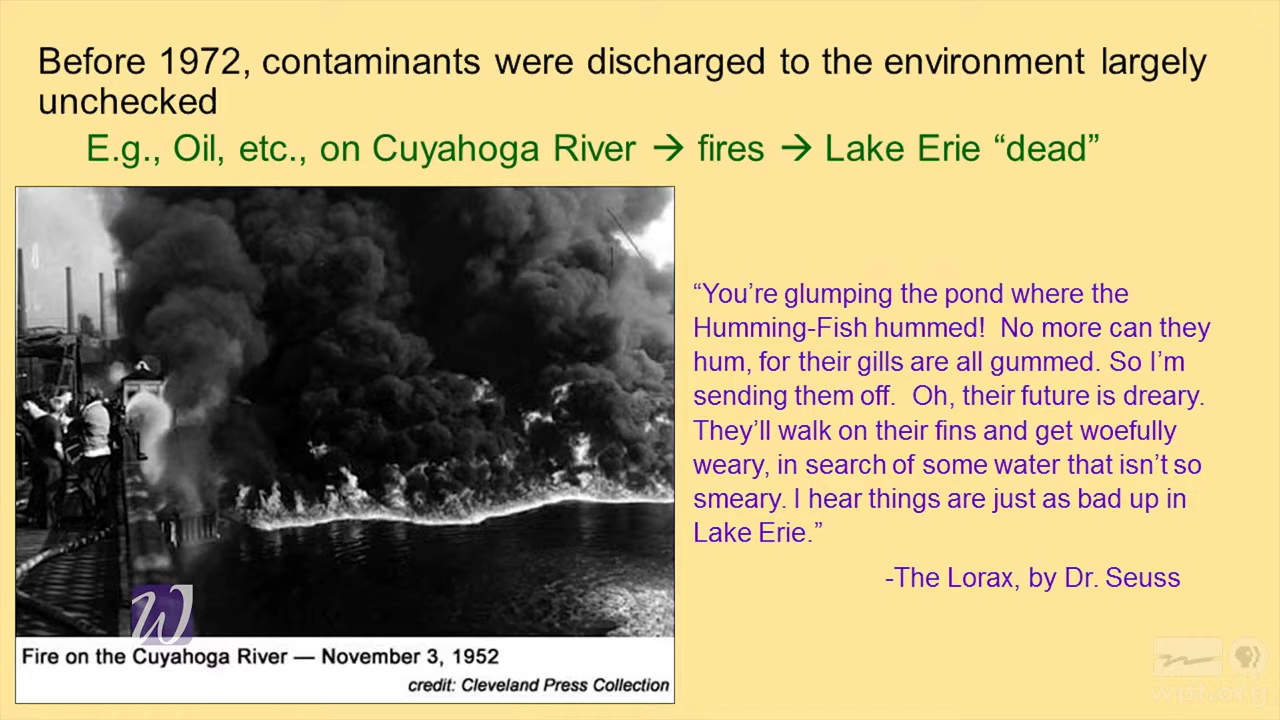 Before 1972, contaminants were discharged to the environment largely
unchecked
E.g., Oil, etc., on Cuyahoga River → fires → Lake Erie “dead”
“You’re glumping the pond where the
Humming-Fish hummed!  No more can they
hum, for their gills are all gummed. So I’m
sending them off.  Oh, their future is dreary.
They’ll walk on their fins and get woefully
weary, in search of some water that isn’t so
smeary. I hear things are just as bad up in
Lake Erie.”
-The Lorax, by Dr. Seuss
W
Fire on the Cuyahoga River — November 3, 1952
credit: Cleveland Press Collection
wpt.org